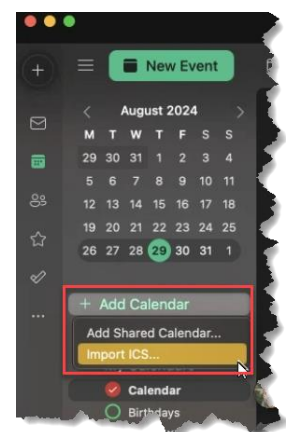 New Event
August 2024
M T W T F S S
29 30 31 1 2 3 4
5 6 7 8 9 10 11
12 13 14 15 16 17 18
19 20 21 22 23 24 25
26 27 28 29 30 31 1
+ Add Calendar
Add Shared Calendar...
Import ICS...
Calendar
Birthdays